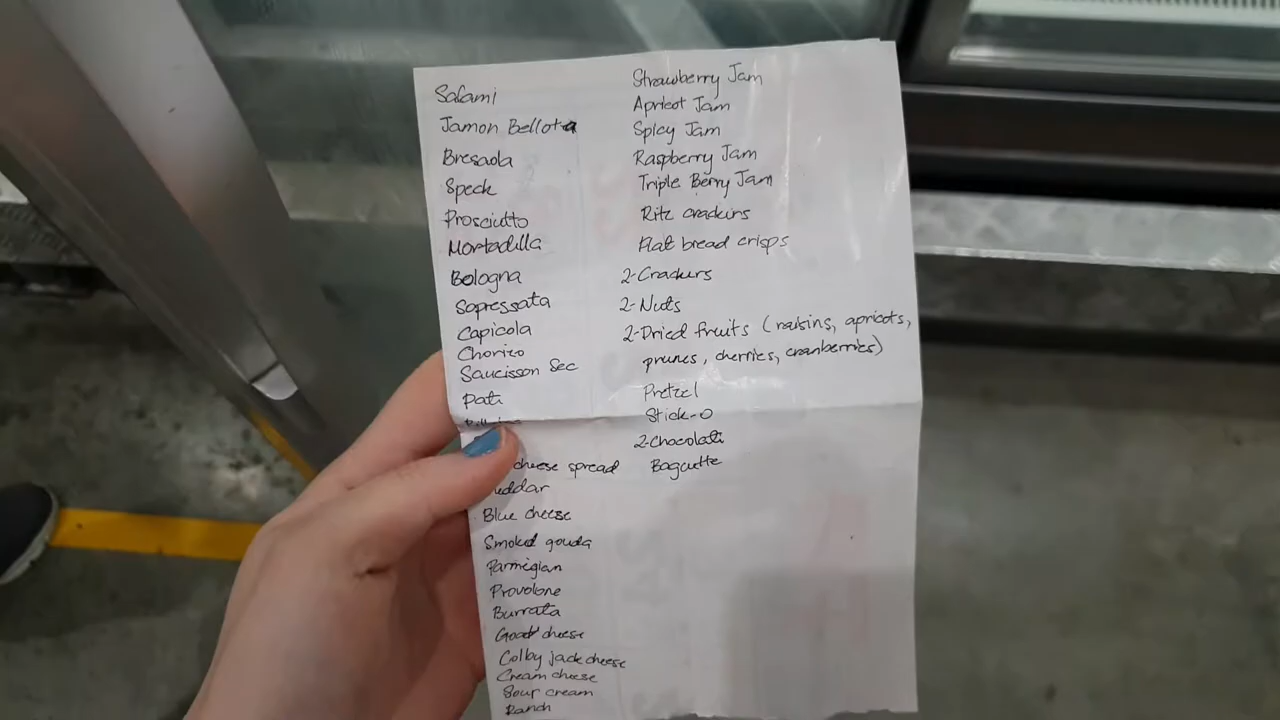 Salami
Jamon Bellota
Bresaola
Speck
Prosciutto
Mortadilla
Bologna
Sopressata
Capicola
Chorizo
Saucisson Sec
Pate
cheese spread
eddar
Blue cheese
Smoked gouda
Parmigian
Provolone
Burrata
Goat cheese
Colby jack cheese
Cream cheese
Sour cream
Ranch
Strawberry Jam
Apricot Jam
Spicy Jam
Raspberry Jam
Triple Berry Jam
Ritz crackers
Flat bread crisps
2-Crackers
2-Nuts
2-Dried fruits (raisins, apricots,
prunes, cherries, cranberries)
Pretzel
Stick-O
2-Chocolate
Baguette